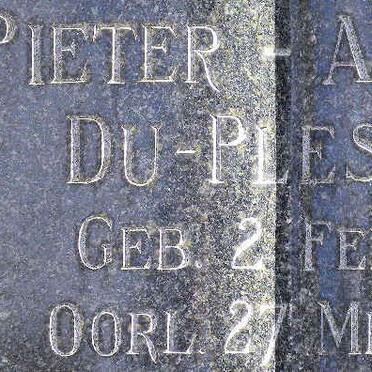 PIETER - A
DU-PLES
GEB. 2 FE
OORL. 27 M